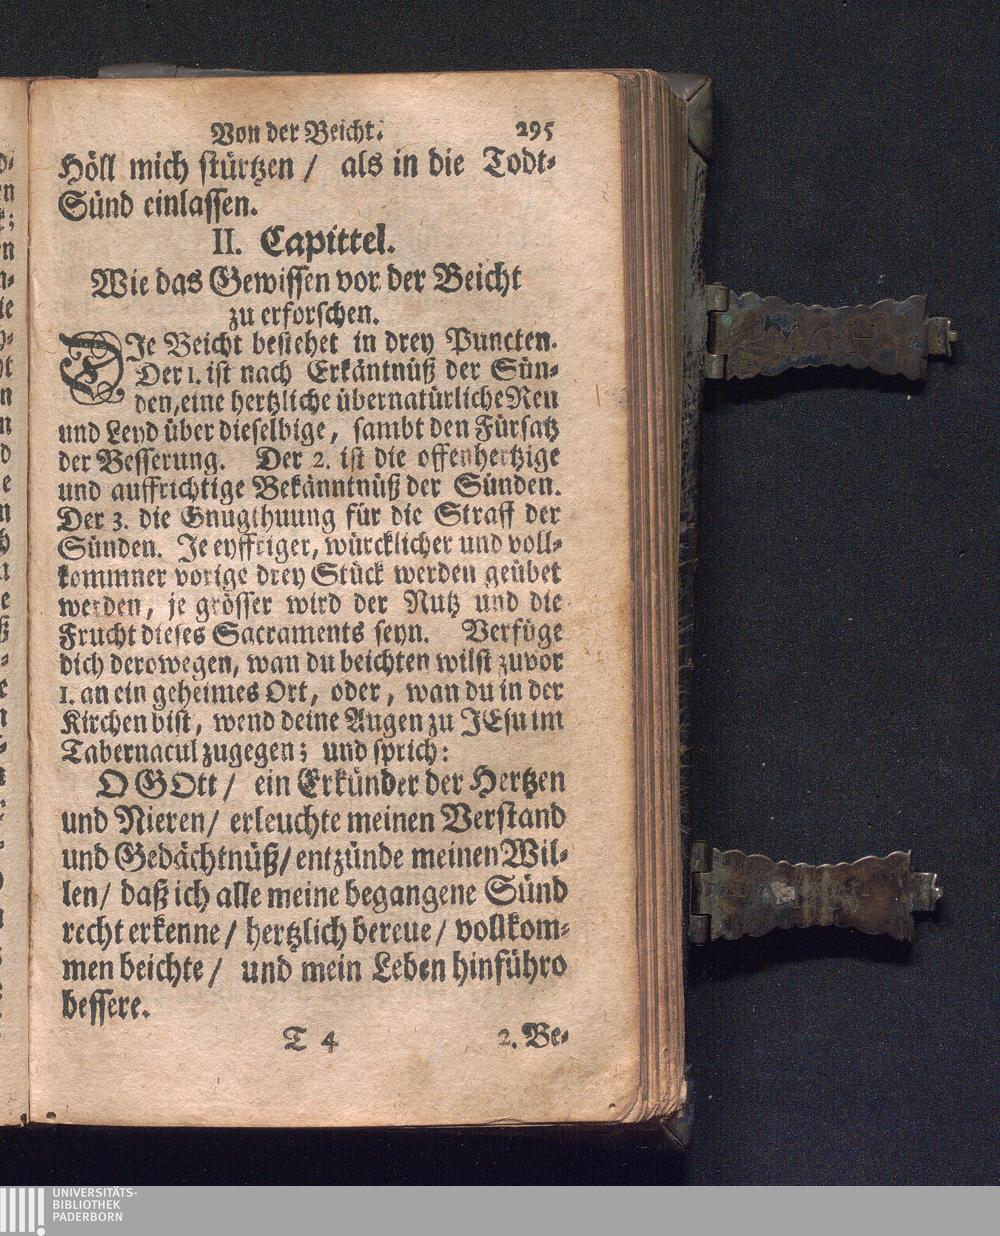 Von der Beicht. 295
Höll mich stürtzen / als in die Todt-
Sünd einlassen.
II. Capittel.
Wie das Gewissen vor der Beicht
zu erforschen.
DIe Beicht bestehet in drey Puncten.
Der 1. ist nach Erkäntnüß der Sün-
den, eine hertzliche übernatürliche Reu
und Leyd über dieselbige, sambt den Fürsatz
der Besserung. Der 2. ist die offenhertzige
und auffrichtige Bekänntnüß der Sünden.
Der 3. die Gnugthuung für die Straff der
Sünden. Je eyffriger, würcklicher und voll-
kommner vorige drey Stück werden geübet
werden, je grösser wird der Nutz und die
Frucht dieses Sacraments seyn. Verfüge
dich derowegen, wan du beichten wilst zuvor
1. an ein geheimes Ort, oder, wan du in der
Kirchen bist, wend deine Augen zu JEsu im
Tabernacul zugegen; und sprich:
O GOtt / ein Erkünder der Hertzen
und Nieren / erleuchte meinen Verstand
und Gedächtnüß / entzünde meinen Wil-
len / daß ich alle meine begangene Sünd
recht erkenne / hertzlich bereue / vollkom-
men beichte / und mein Leben hinführo
bessere.
T 4 2. Be-
UNIVERSITÄTS-
BIBLIOTHEK
PADERBORN